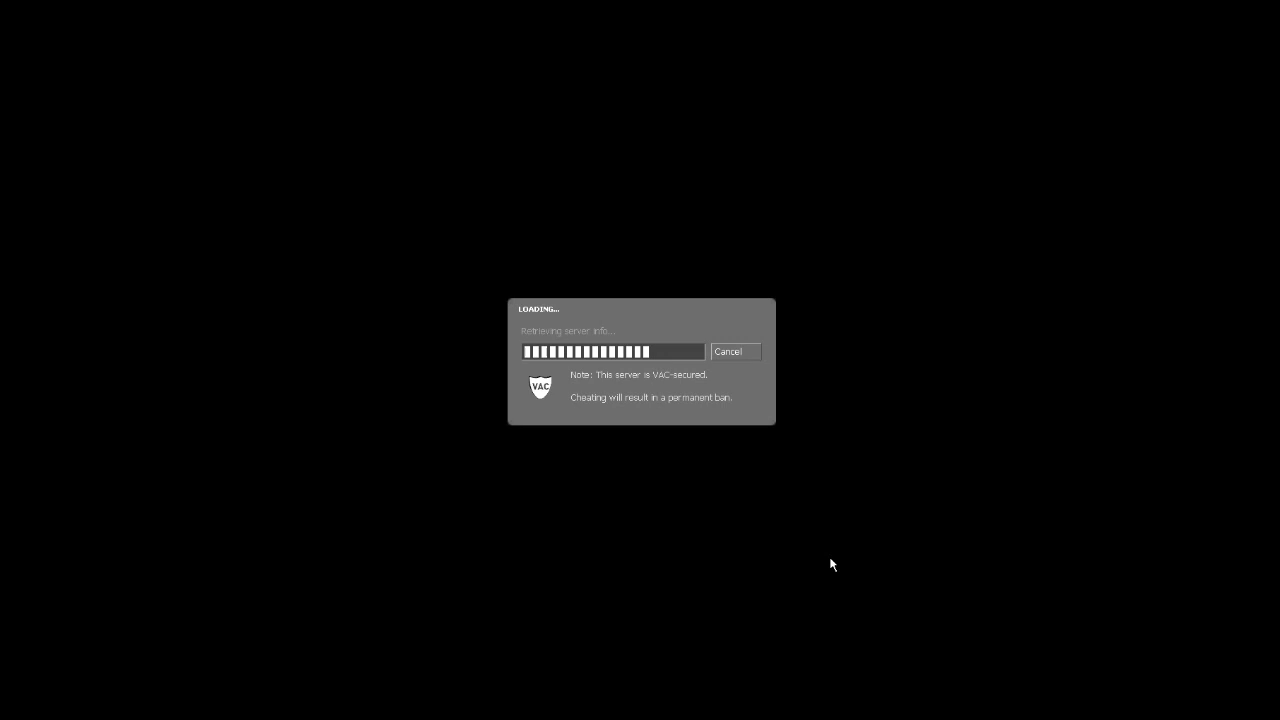 LOADING...
Retrieving server info...
Cancel
Note: This server is VAC-secured.
VAC
Cheating will result in a permanent ban.